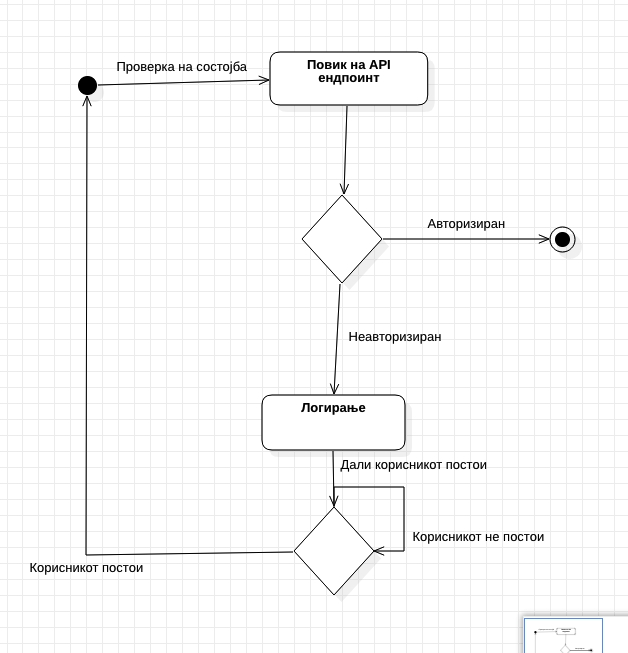 Проверка на состојба
Повик на API
ендпоинт
Авторизиран
Неавторизиран
Логирање
Дали корисникот постои
Корисникот не постои
Корисникот постои